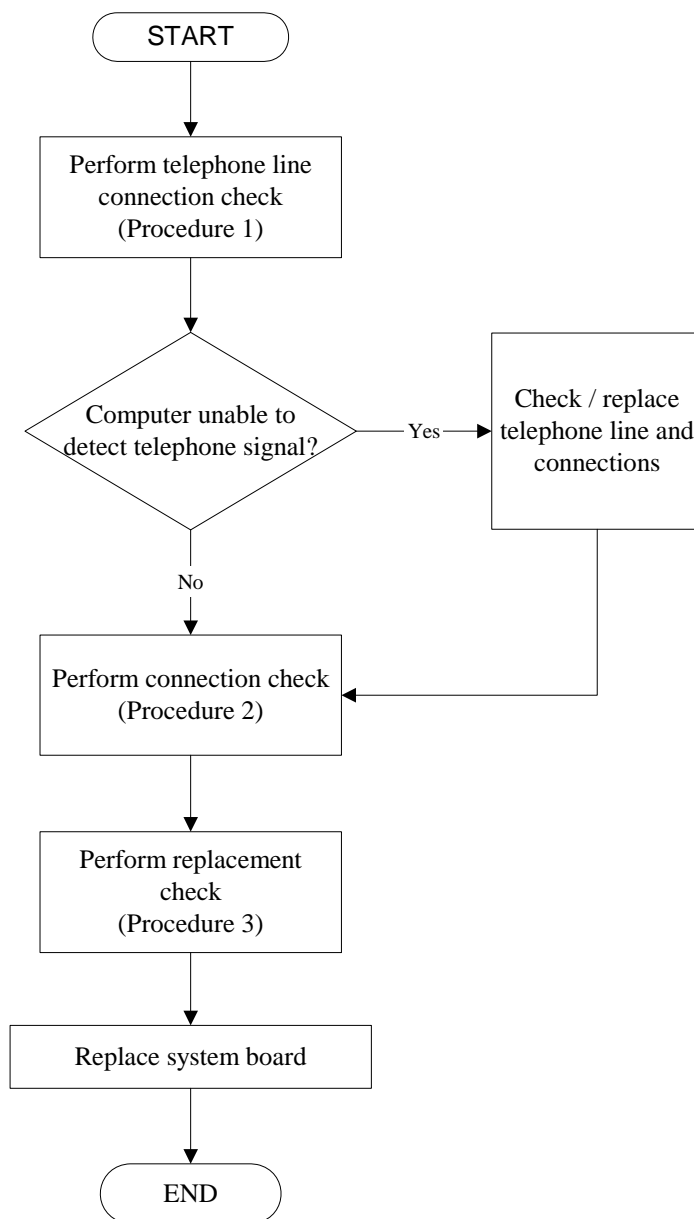 START
Perform telephone line
connection check
(Procedure 1)
Computer unable to
detect telephone signal?
Yes
Check / replace
telephone line and
connections
No
Perform connection check
(Procedure 2)
Perform replacement
check
(Procedure 3)
Replace system board
END